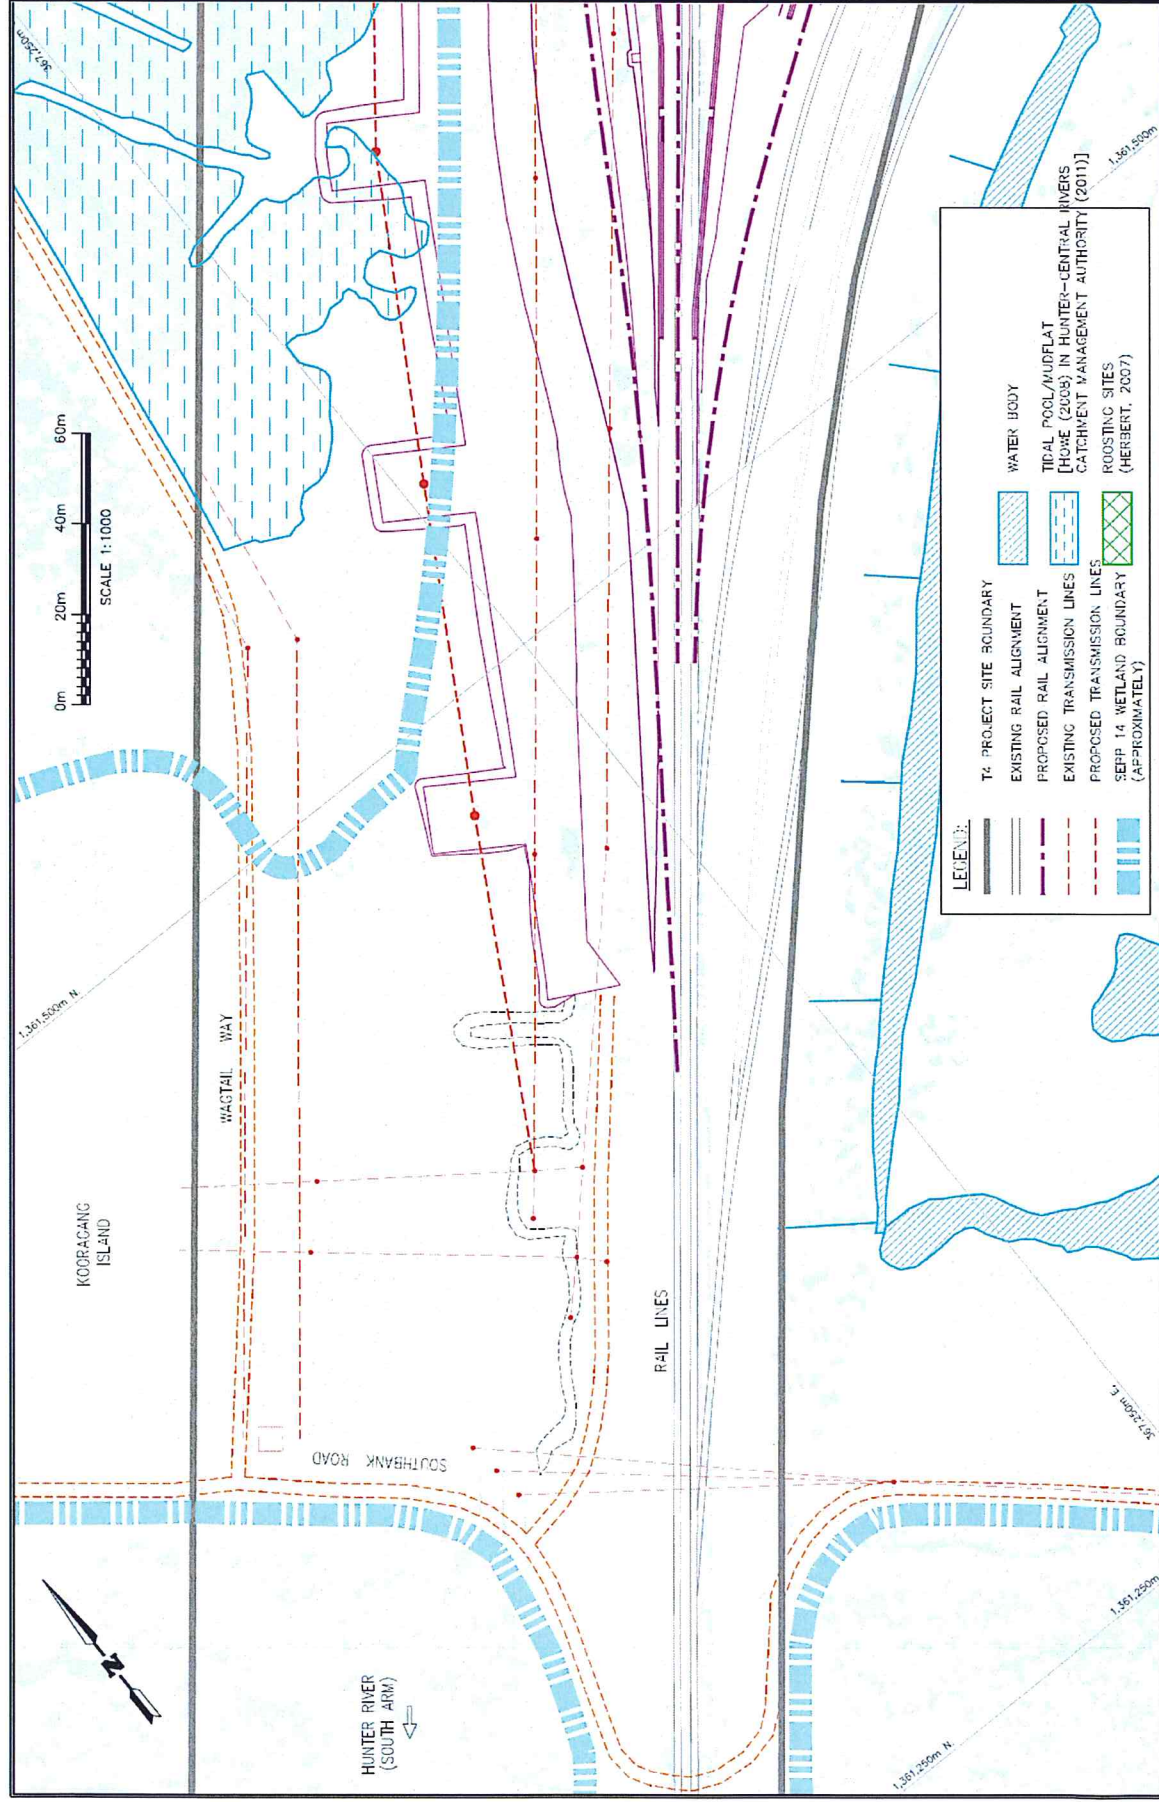 367,250m
0m
20m
40m
60m
SCALE 1:1000
1,361,500m N.
WAGTAIL WAY
KOORAGANG
ISLAND
SOUTHBANK ROAD
RAIL LINES
N
HUNTER RIVER
(SOUTH ARM)
1,361,500m
367,250m E.
1,361,250m N.
1,361,250m
LEGEND:
T4 PROJECT SITE BOUNDARY
EXISTING RAIL ALIGNMENT
PROPOSED RAIL ALIGNMENT
EXISTING TRANSMISSION LINES
PROPOSED TRANSMISSION LINES
SEPP 14 WETLAND BOUNDARY
(APPROXIMATELY)
WATER BODY
TIDAL POOL/MUDFLAT
[HOWE (2008) IN HUNTER-CENTRAL RIVERS
CATCHMENT MANAGEMENT AUTHORITY (2011)]
ROOSTING SITES
(HERBERT, 2007)